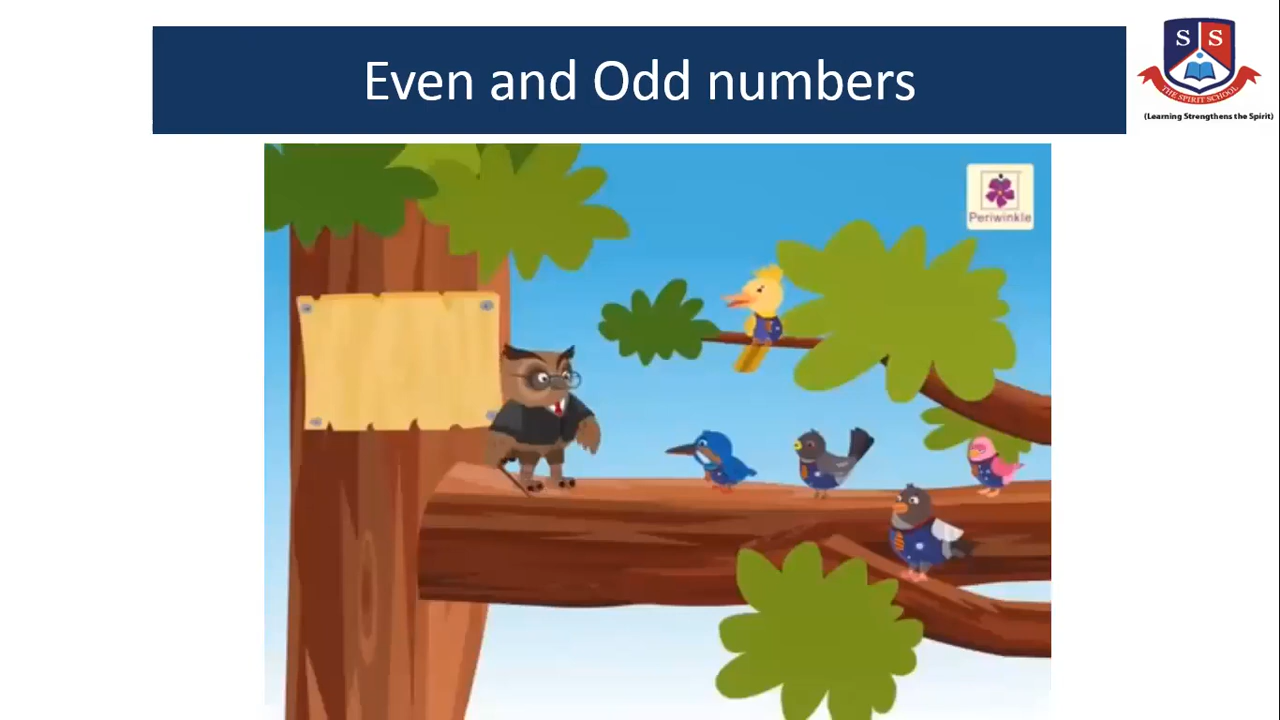 Even and Odd numbers
S S
THE SPIRIT SCHOOL
(Learning Strengthens the Spirit)
Periwinkle